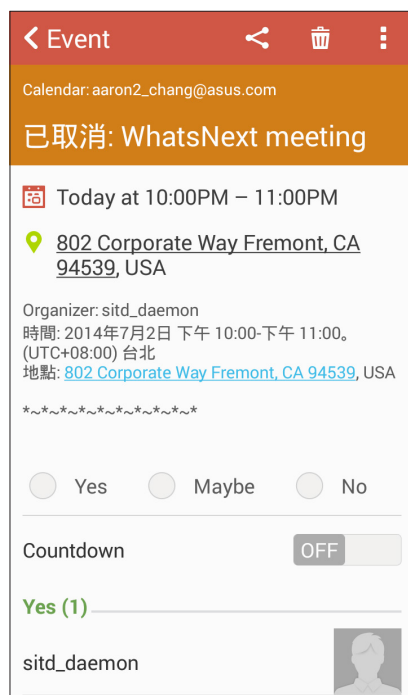 Event
Calendar: aaron2_chang@asus.com
已取消: WhatsNext meeting
Today at 10:00PM – 11:00PM
802 Corporate Way Fremont, CA
94539, USA
Organizer: sitd_daemon
時間: 2014年7月2日 下午 10:00-下午 11:00。
(UTC+08:00) 台北
地點: 802 Corporate Way Fremont, CA 94539, USA
*~*~*~*~*~*~*~*~*~*
Yes Maybe No
Countdown OFF
Yes (1)
sitd_daemon